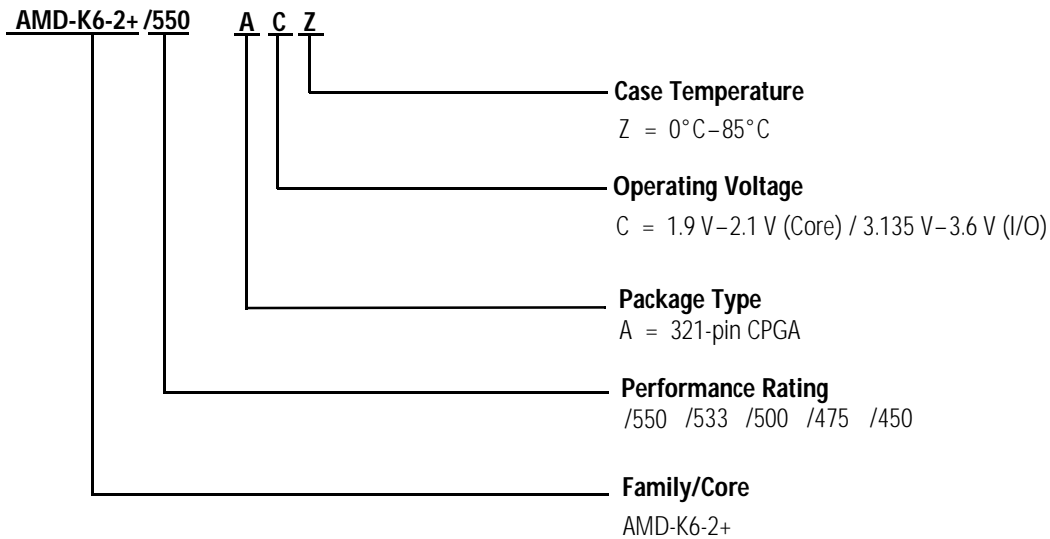 AMD-K6-2+ /550 A C Z
Case Temperature
Z = 0°C–85°C
Operating Voltage
C = 1.9 V–2.1 V (Core) / 3.135 V–3.6 V (I/O)
Package Type
A = 321-pin CPGA
Performance Rating
/550 /533 /500 /475 /450
Family/Core
AMD-K6-2+